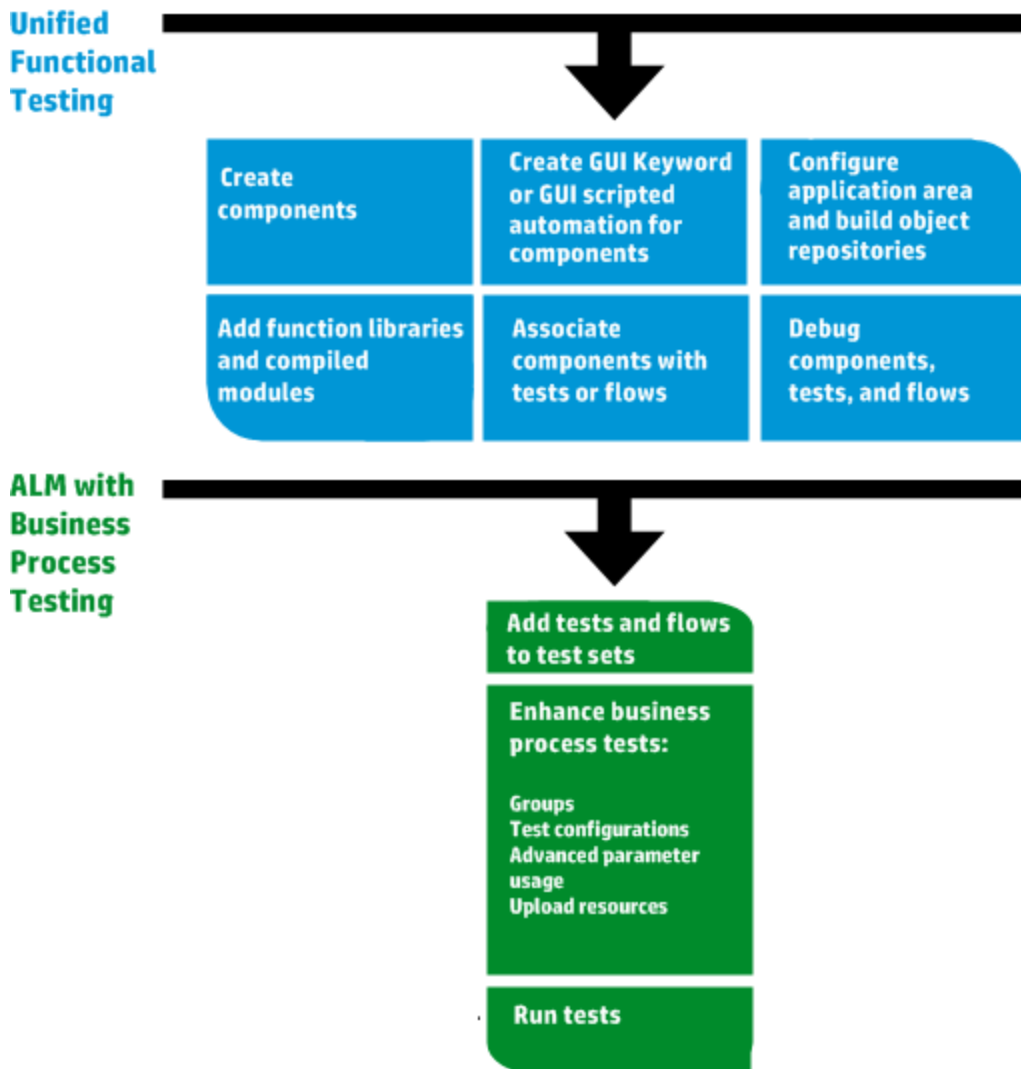 Unified
Functional
Testing
Create
components
Create GUI Keyword
or GUI scripted
automation for
components
Configure
application area
and build object
repositories
Add function libraries
and compiled
modules
Associate
components with
tests or flows
Debug
components,
tests, and flows
ALM with
Business
Process
Testing
Add tests and flows
to test sets
Enhance business
process tests:
Groups
Test configurations
Advanced parameter
usage
Upload resources
Run tests